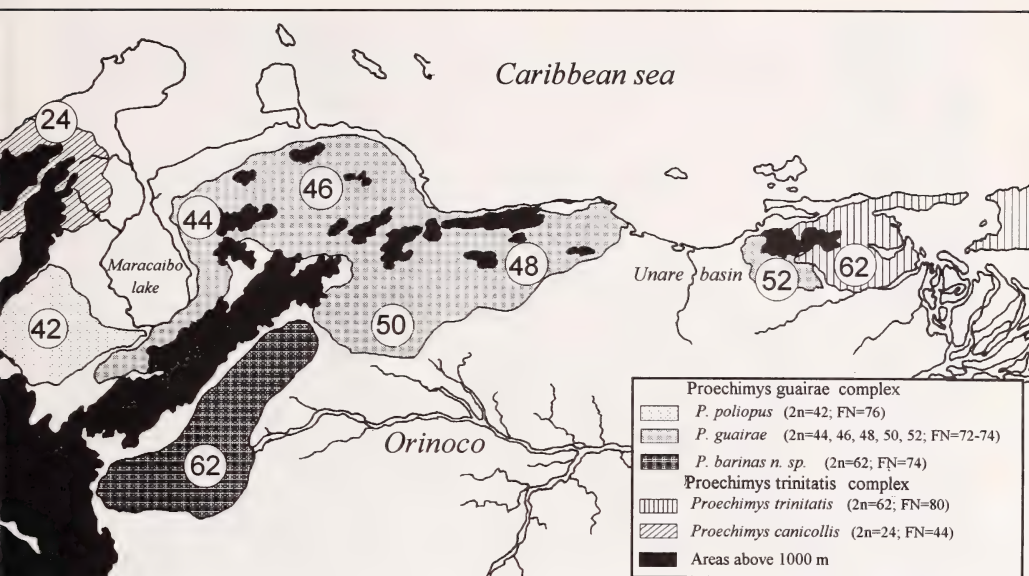 Caribbean sea
24
46
44
Maracaibo
lake
48
Unare basin
52
62
42
50
Orinoco
62
Proechimys guairae complex
P. poliopus (2n=42; FN=76)
P. guairae (2n=44, 46, 48, 50, 52; FN=72-74)
P. barinas n. sp. (2n=62; FN=74)
Proechimys trinitatis complex
Proechimys trinitatis (2n=62; FN=80)
Proechimys canicollis (2n=24; FN=44)
Areas above 1000 m